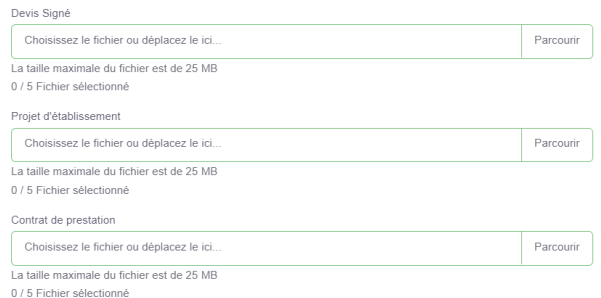 Devis Signé
Choisissez le fichier ou déplacez le ici... Parcourir
La taille maximale du fichier est de 25 MB
0 / 5 Fichier sélectionné
Projet d'établissement
Choisissez le fichier ou déplacez le ici... Parcourir
La taille maximale du fichier est de 25 MB
0 / 5 Fichier sélectionné
Contrat de prestation
Choisissez le fichier ou déplacez le ici... Parcourir
La taille maximale du fichier est de 25 MB
0 / 5 Fichier sélectionné